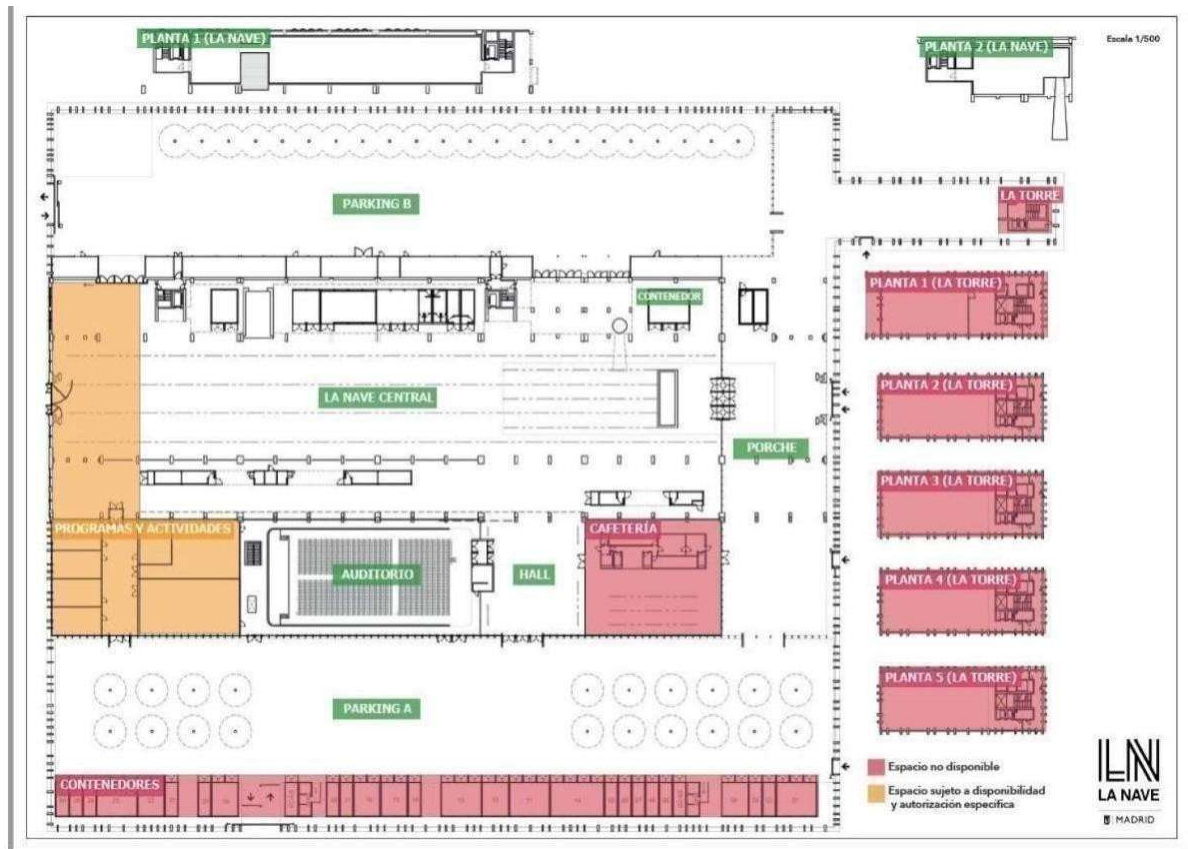 PLANTA 1 (LA NAVE)
PLANTA 2 (LA NAVE)
Escala 1/500
PARKING B
LA TORRE
PLANTA 1 (LA TORRE)
CONTENEDOR
PLANTA 2 (LA TORRE)
LA NAVE CENTRAL
PORCHE
PLANTA 3 (LA TORRE)
PROGRAMAS Y ACTIVIDADES
CAFETERÍA
AUDITORIO
HALL
PLANTA 4 (LA TORRE)
PLANTA 5 (LA TORRE)
PARKING A
CONTENEDORES
Espacio no disponible
Espacio sujeto a disponibilidad
y autorización específica
LN
LA NAVE
MADRID